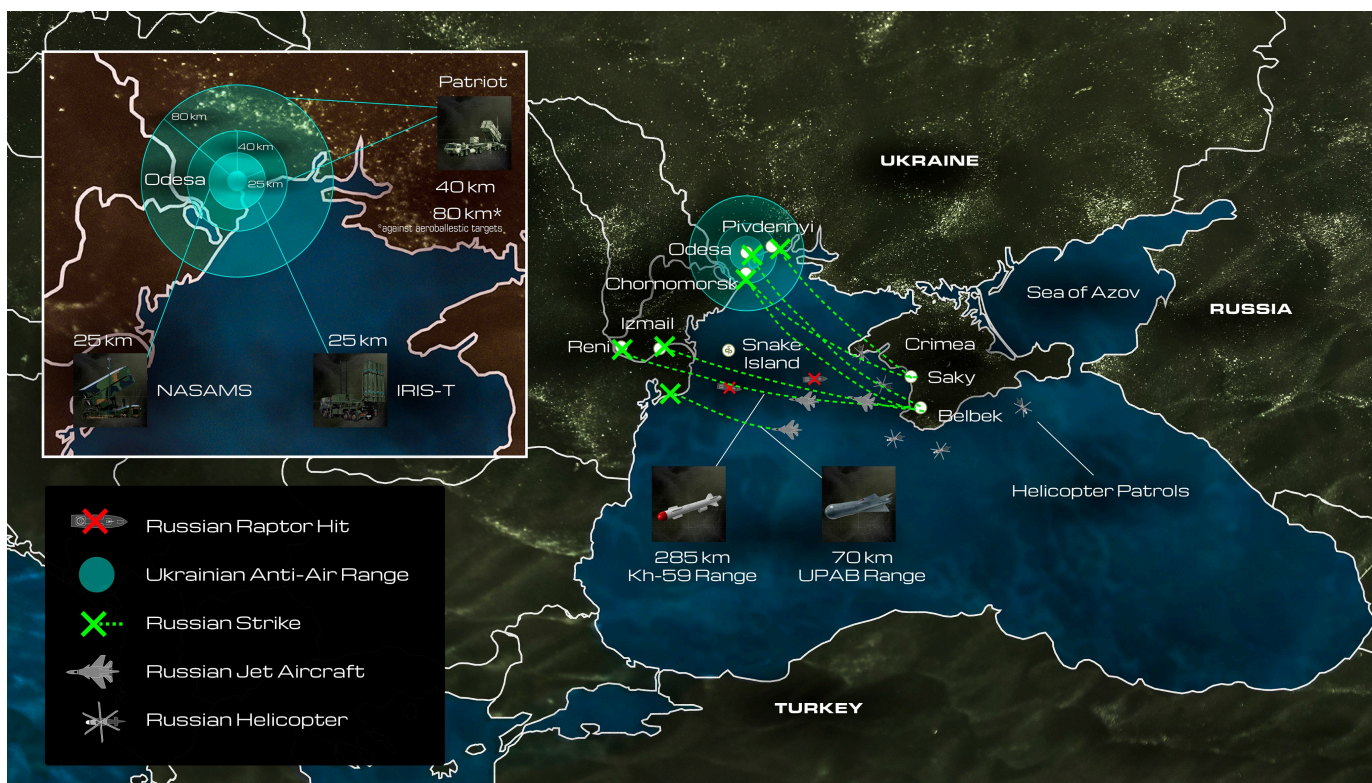 Patriot
80 km
40 km
Odesa
25 km
40 km
80 km*
*against aeroballestic targets
25 km
NASAMS
25 km
IRIS-T
UKRAINE
Pivdennyi
Odesa
Chornomorsk
Sea of Azov
RUSSIA
Izmail
Reni
Snake
Island
Crimea
Saky
Belbek
Helicopter Patrols
285 km
Kh-59 Range
70 km
UPAB Range
TURKEY
Russian Raptor Hit
Ukrainian Anti-Air Range
Russian Strike
Russian Jet Aircraft
Russian Helicopter